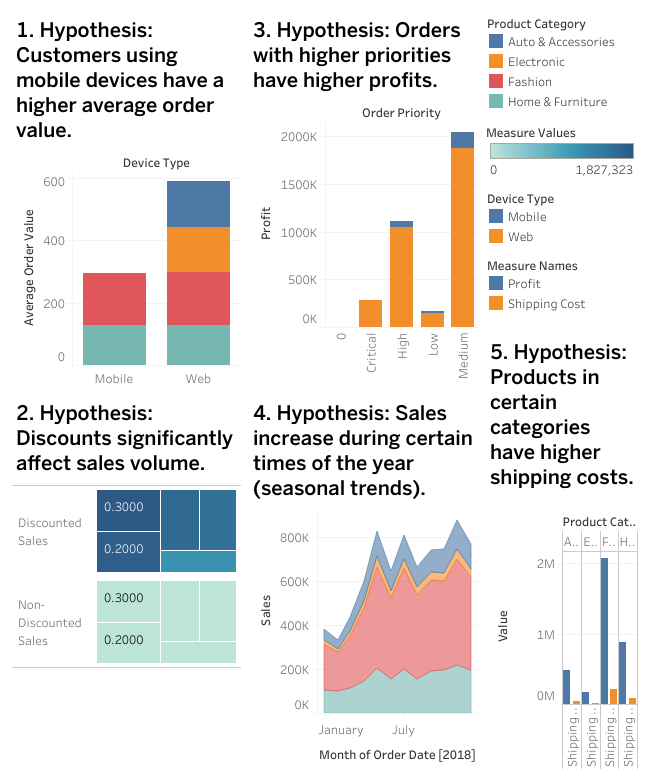 1. Hypothesis:
Customers using
mobile devices have a
higher average order
value.
Device Type
Average Order Value
600
400
200
0
Mobile
Web
3. Hypothesis: Orders
with higher priorities
have higher profits.
Order Priority
Profit
2000K
1500K
1000K
500K
0K
0
Critical
High
Low
Medium
Product Category
Auto & Accessories
Electronic
Fashion
Home & Furniture
Measure Values
0 1,827,323
Device Type
Mobile
Web
Measure Names
Profit
Shipping Cost
2. Hypothesis:
Discounts significantly
affect sales volume.
Discounted
Sales
0.3000
0.2000
Non-
Discounted
Sales
0.3000
0.2000
4. Hypothesis: Sales
increase during certain
times of the year
(seasonal trends).
Sales
800K
600K
400K
200K
0K
January
July
Month of Order Date [2018]
5. Hypothesis:
Products in
certain
categories
have higher
shipping costs.
Product Cat..
A.. E.. F.. H..
Value
2M
1M
0M
Shipping ..
Shipping ..
Shipping ..
Shipping ..